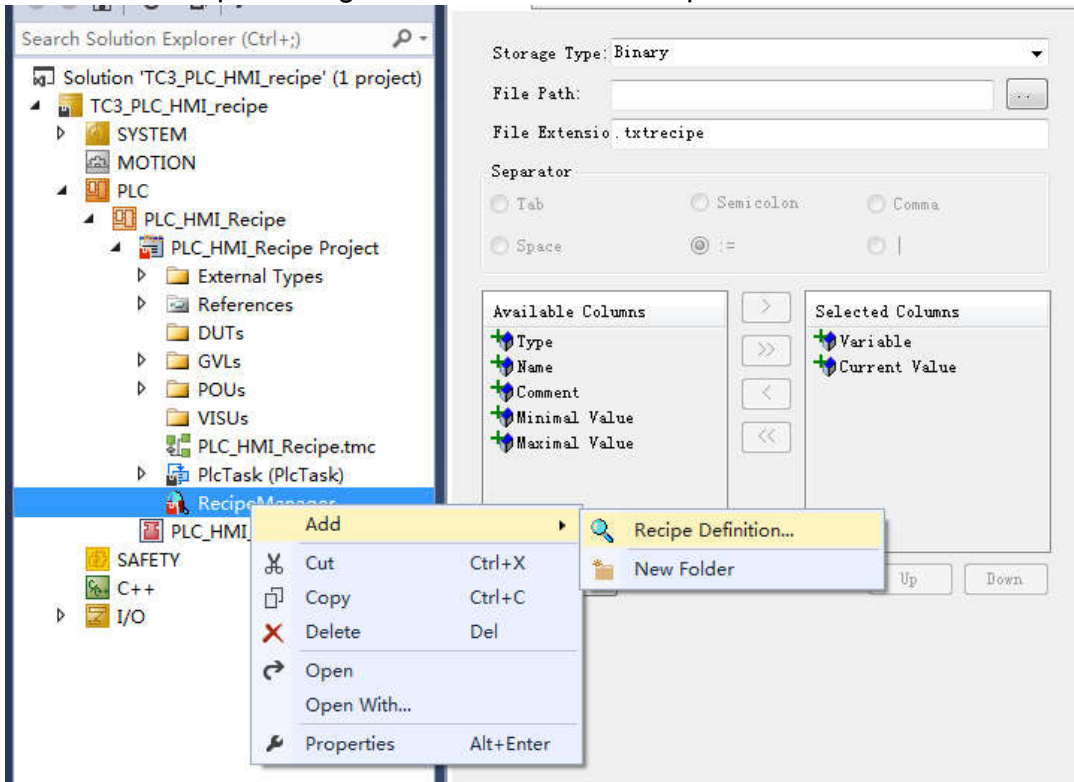 Search Solution Explorer (Ctrl+;)
Solution 'TC3_PLC_HMI_recipe' (1 project)
TC3_PLC_HMI_recipe
SYSTEM
MOTION
PLC
PLC_HMI_Recipe
PLC_HMI_Recipe Project
External Types
References
DUTs
GVLs
POUs
VISUs
PLC_HMI_Recipe.tmc
PlcTask (PlcTask)
RecipeManager
PLC_HMI_
SAFETY
C++
I/O
Storage Type: Binary
File Path:
...
File Extensio .txtrecipe
Separator
Tab
Semicolon
Comma
Space
:=
|
Available Columns
Type
Name
Comment
Minimal Value
Maximal Value
>
>>
<
<<
Selected Columns
Variable
Current Value
Up
Down
Add
Cut Ctrl+X
Copy Ctrl+C
Delete Del
Open
Open With...
Properties Alt+Enter
Recipe Definition...
New Folder